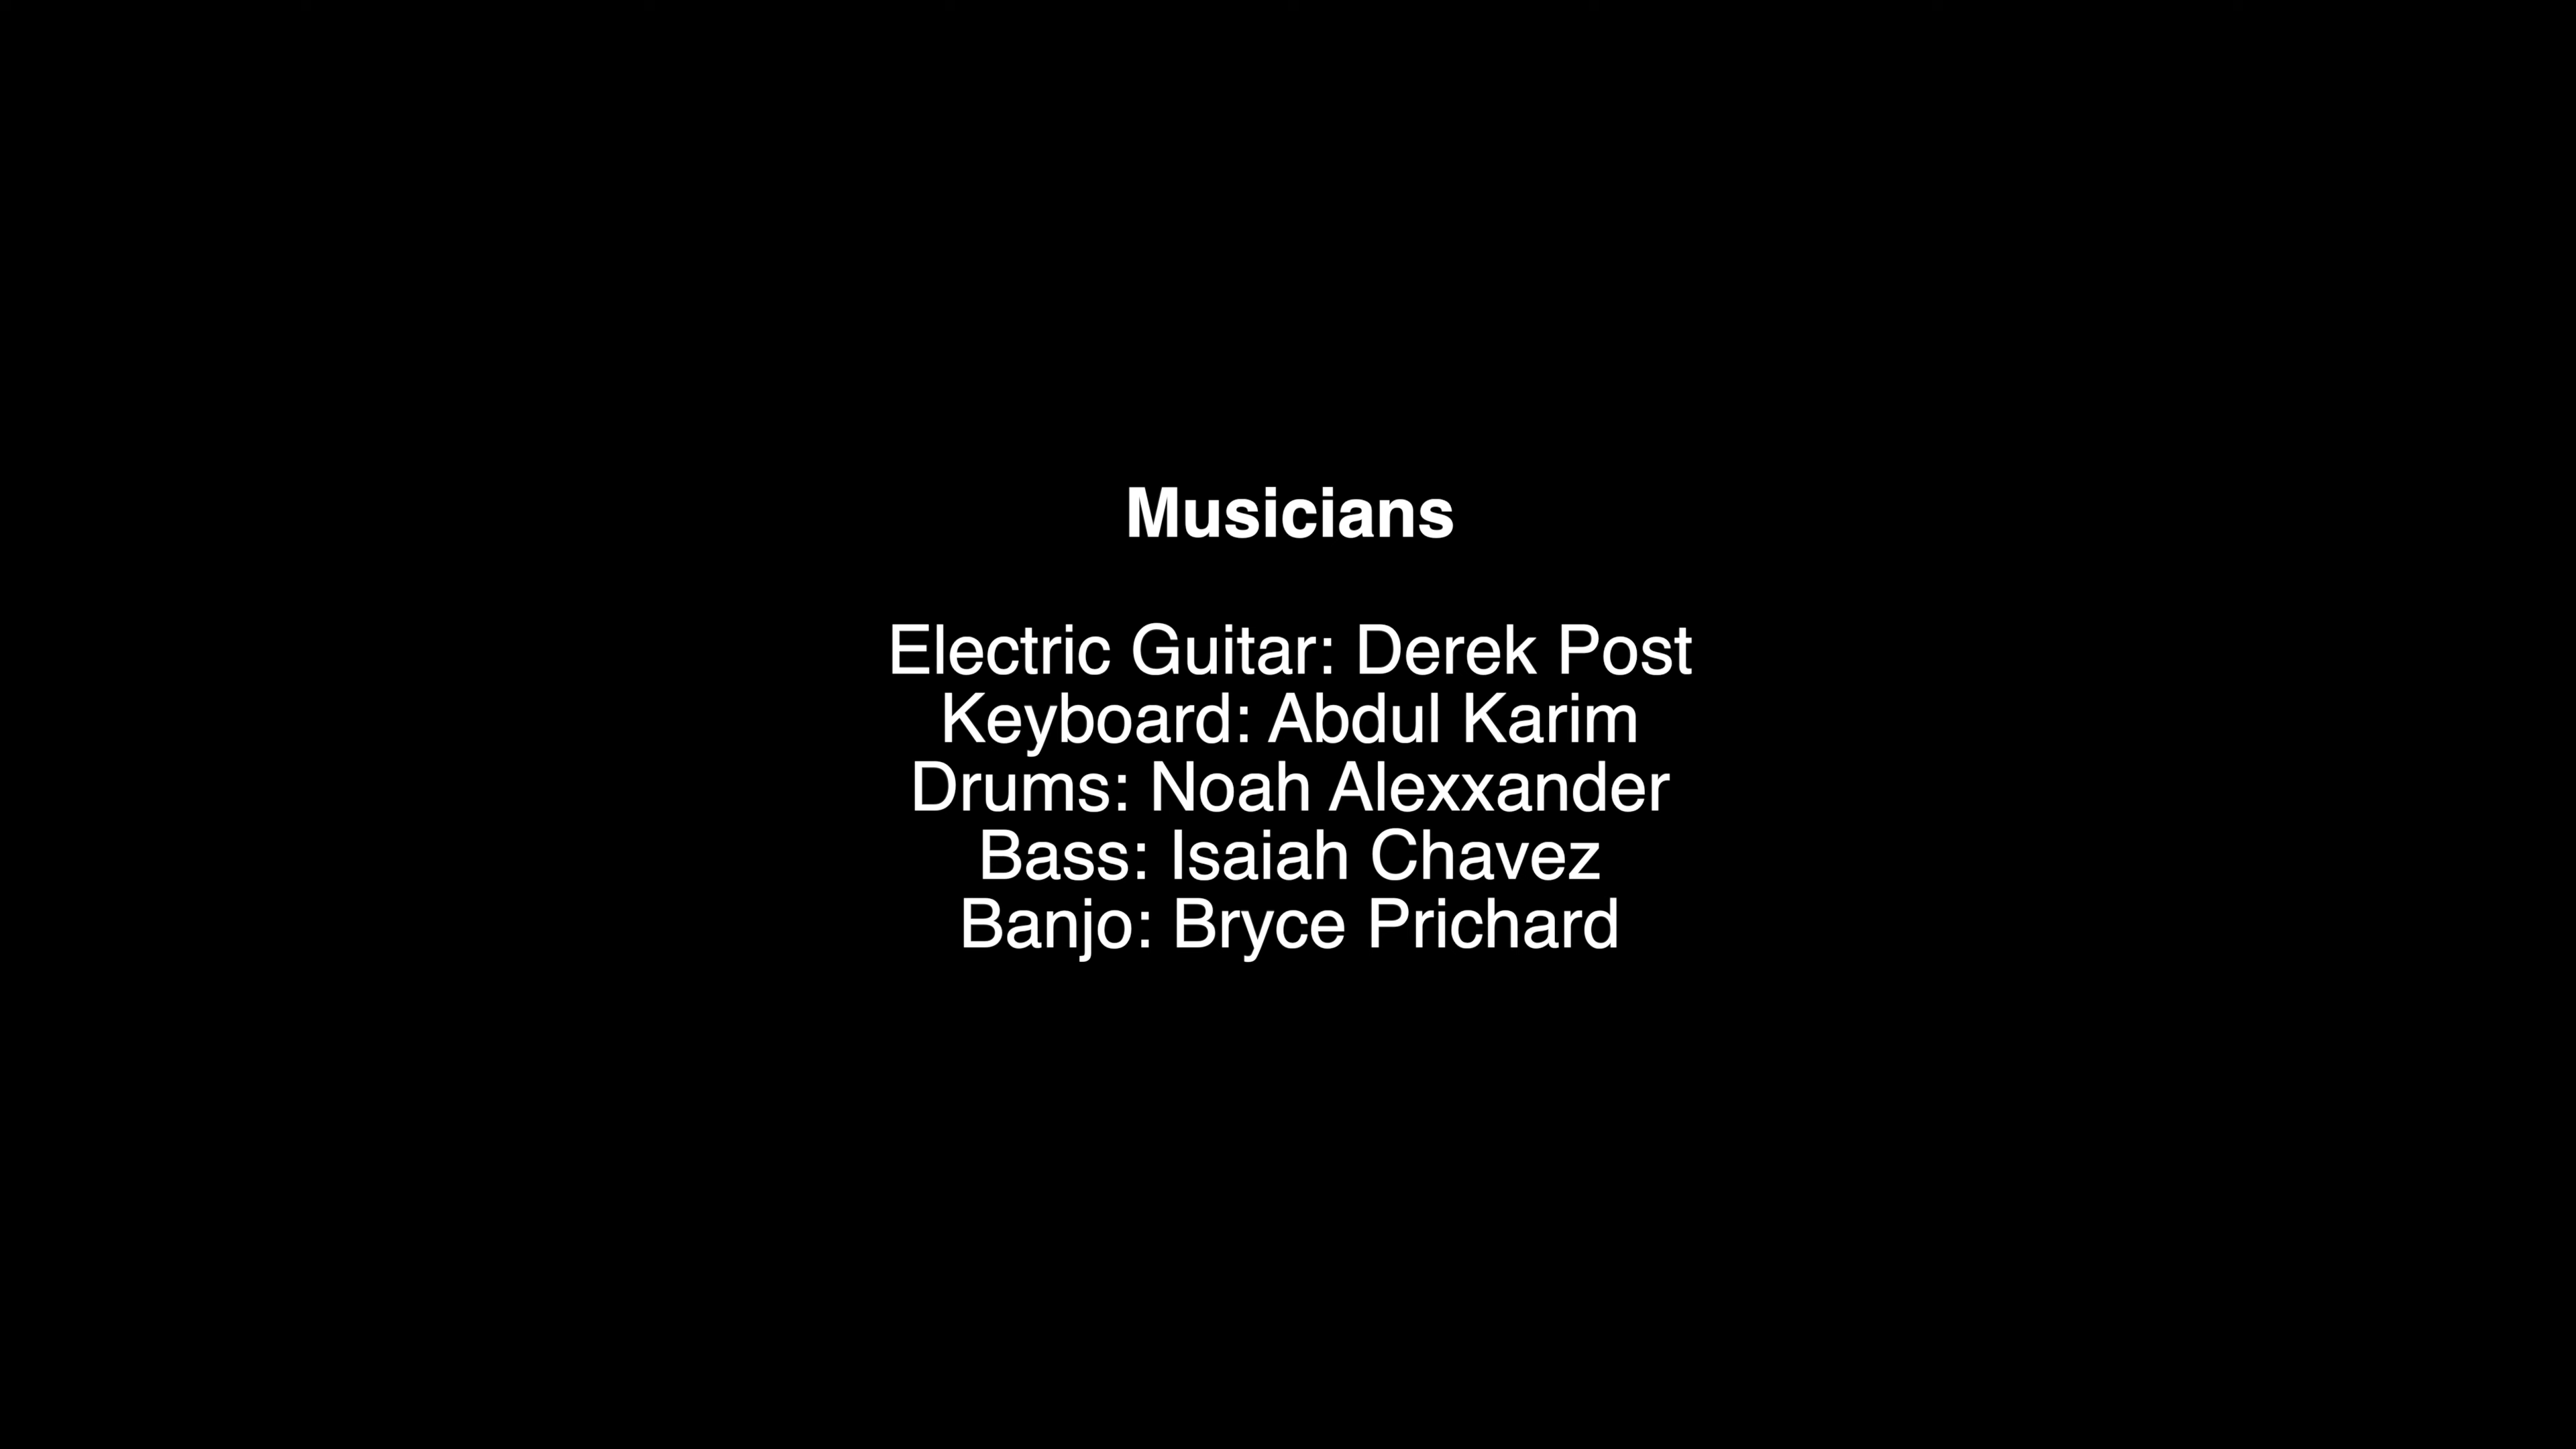 Musicians
Electric Guitar: Derek Post
Keyboard: Abdul Karim
Drums: Noah Alexxander
Bass: Isaiah Chavez
Banjo: Bryce Prichard